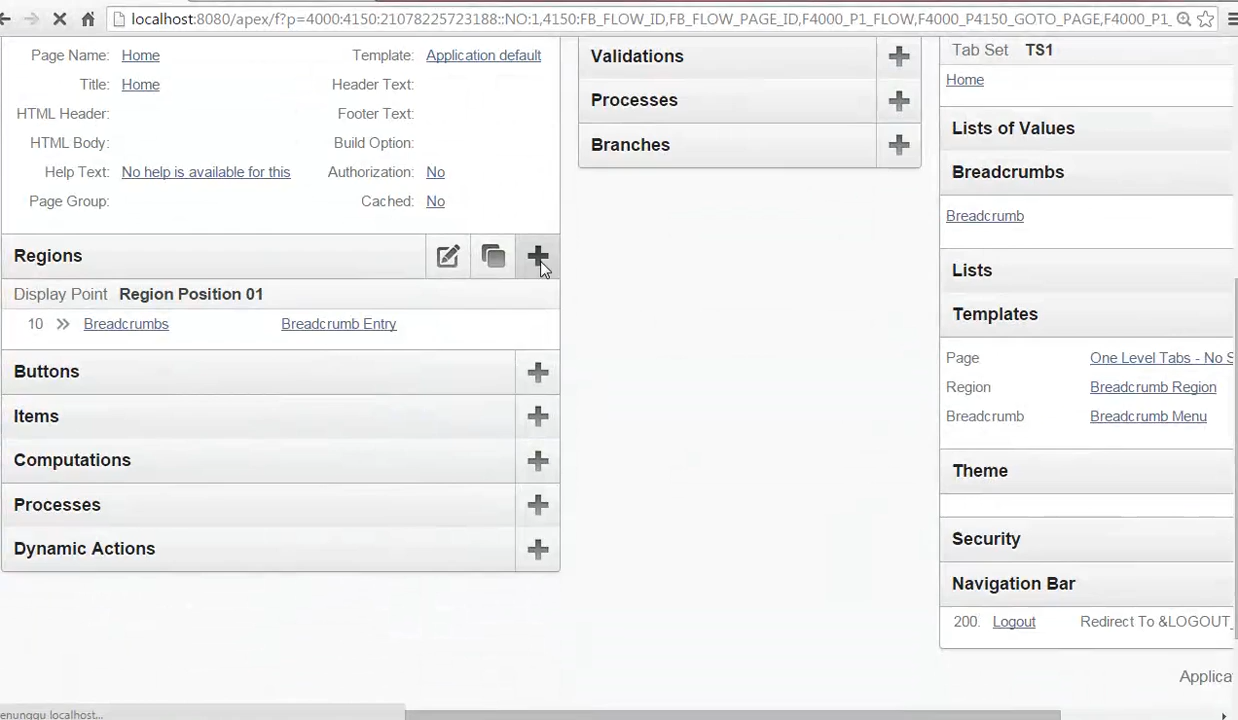 localhost:8080/apex/f?p=4000:4150:21078225723188::NO:1,4150:FB_FLOW_ID,FB_FLOW_PAGE_ID,F4000_P1_FLOW,F4000_P4150_GOTO_PAGE,F4000_P1_
Page Name: Home
Template: Application default
Title: Home
Header Text:
HTML Header:
Footer Text:
HTML Body:
Build Option:
Help Text: No help is available for this
Authorization: No
Page Group:
Cached: No
Regions
Display Point Region Position 01
10 Breadcrumbs Breadcrumb Entry
Buttons
Items
Computations
Processes
Dynamic Actions
Validations
Processes
Branches
Tab Set TS1
Home
Lists of Values
Breadcrumbs
Breadcrumb
Lists
Templates
Page One Level Tabs - No S
Region Breadcrumb Region
Breadcrumb Breadcrumb Menu
Theme
Security
Navigation Bar
200. Logout Redirect To &LOGOUT_
Applica
enunggu localhost...